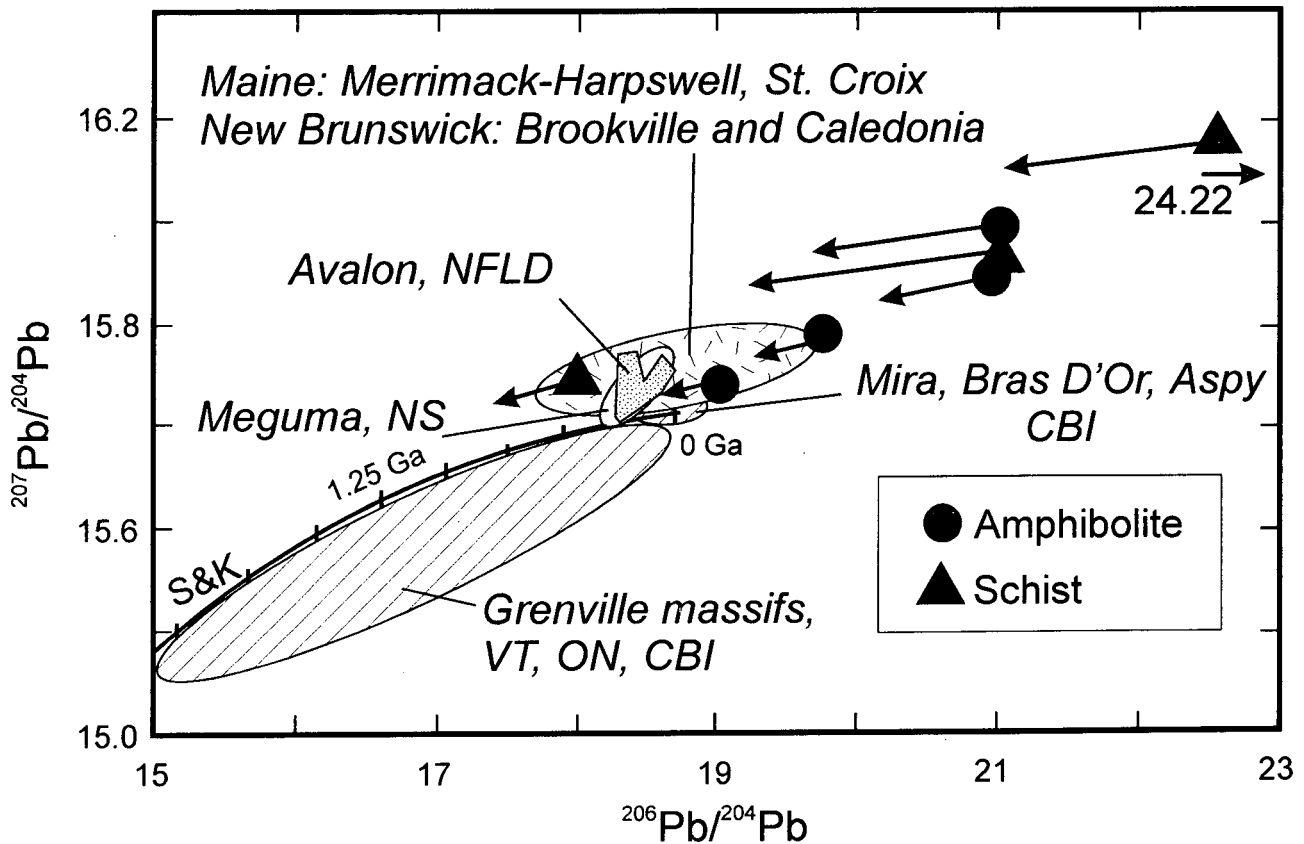 Maine: Merrimack-Harpswell, St. Croix
New Brunswick: Brookville and Caledonia
16.2
24.22
Avalon, NFLD
15.8
Mira, Bras D'Or, Aspy
CBI
Meguma, NS
0 Ga
1.25 Ga
207Pb/204Pb
15.6
S&K
Amphibolite
Schist
Grenville massifs,
VT, ON, CBI
15.0
15
17
19
21
23
206Pb/204Pb